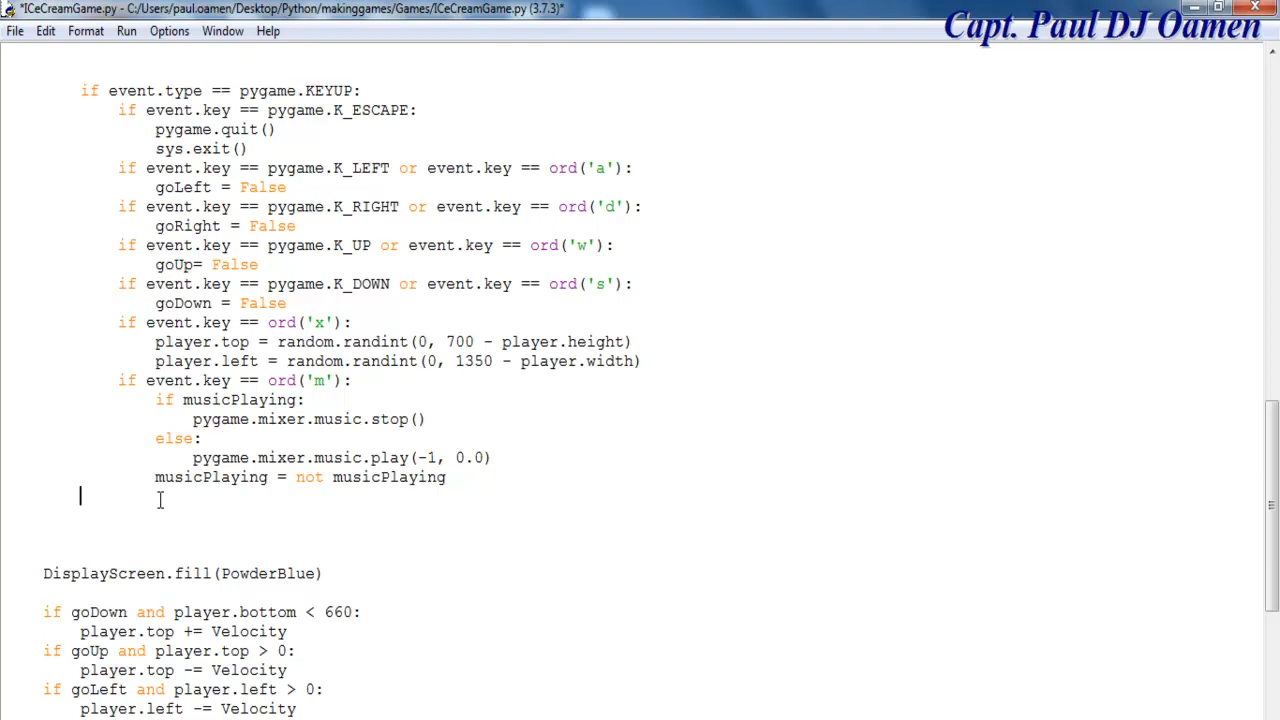 *ICeCreamGame.py - C:/Users/paul.oamen/Desktop/Python/makinggames/Games/ICeCreamGame.py (3.7.3)*
File Edit Format Run Options Window Help
Capt. Paul DJ Oamen
if event.type == pygame.KEYUP:
if event.key == pygame.K_ESCAPE:
pygame.quit()
sys.exit()
if event.key == pygame.K_LEFT or event.key == ord('a'):
goLeft = False
if event.key == pygame.K_RIGHT or event.key == ord('d'):
goRight = False
if event.key == pygame.K_UP or event.key == ord('w'):
goUp= False
if event.key == pygame.K_DOWN or event.key == ord('s'):
goDown = False
if event.key == ord('x'):
player.top = random.randint(0, 700 - player.height)
player.left = random.randint(0, 1350 - player.width)
if event.key == ord('m'):
if musicPlaying:
pygame.mixer.music.stop()
else:
pygame.mixer.music.play(-1, 0.0)
musicPlaying = not musicPlaying
DisplayScreen.fill(PowderBlue)
if goDown and player.bottom < 660:
player.top += Velocity
if goUp and player.top > 0:
player.top -= Velocity
if goLeft and player.left > 0:
player.left -= Velocity